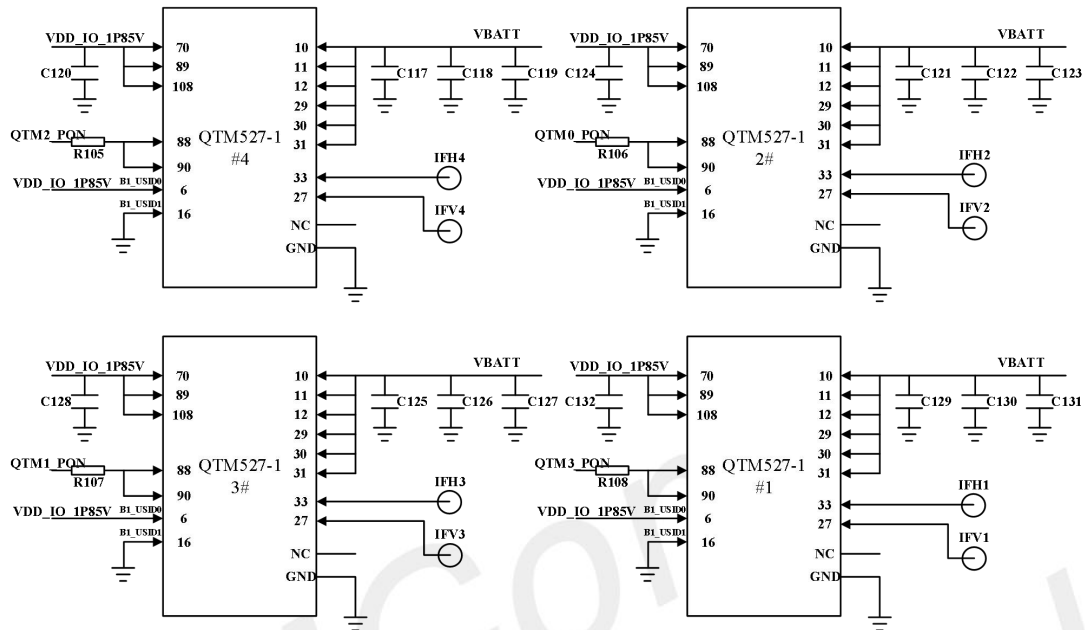 VDD_IO_1P85V
C120
70
89
108
QTM2_PON
R105
88
90
B1_USID0
VDD_IO_1P85V
6
B1_USID1
16
QTM527-1
#4
10
11
12
29
30
31
33
27
NC
GND
VBATT
C117
C118
C119
IFH4
IFV4
VDD_IO_1P85V
C124
70
89
108
QTM0_PON
R106
88
90
B1_USID0
VDD_IO_1P85V
6
B1_USID1
16
QTM527-1
2#
10
11
12
29
30
31
33
27
NC
GND
VBATT
C121
C122
C123
IFH2
IFV2
VDD_IO_1P85V
C128
70
89
108
QTM1_PON
R107
88
90
B1_USID0
VDD_IO_1P85V
6
B1_USID1
16
QTM527-1
3#
10
11
12
29
30
31
33
27
NC
GND
VBATT
C125
C126
C127
IFH3
IFV3
VDD_IO_1P85V
C132
70
89
108
QTM3_PON
R108
88
90
B1_USID0
VDD_IO_1P85V
6
B1_USID1
16
QTM527-1
#1
10
11
12
29
30
31
33
27
NC
GND
VBATT
C129
C130
C131
IFH1
IFV1